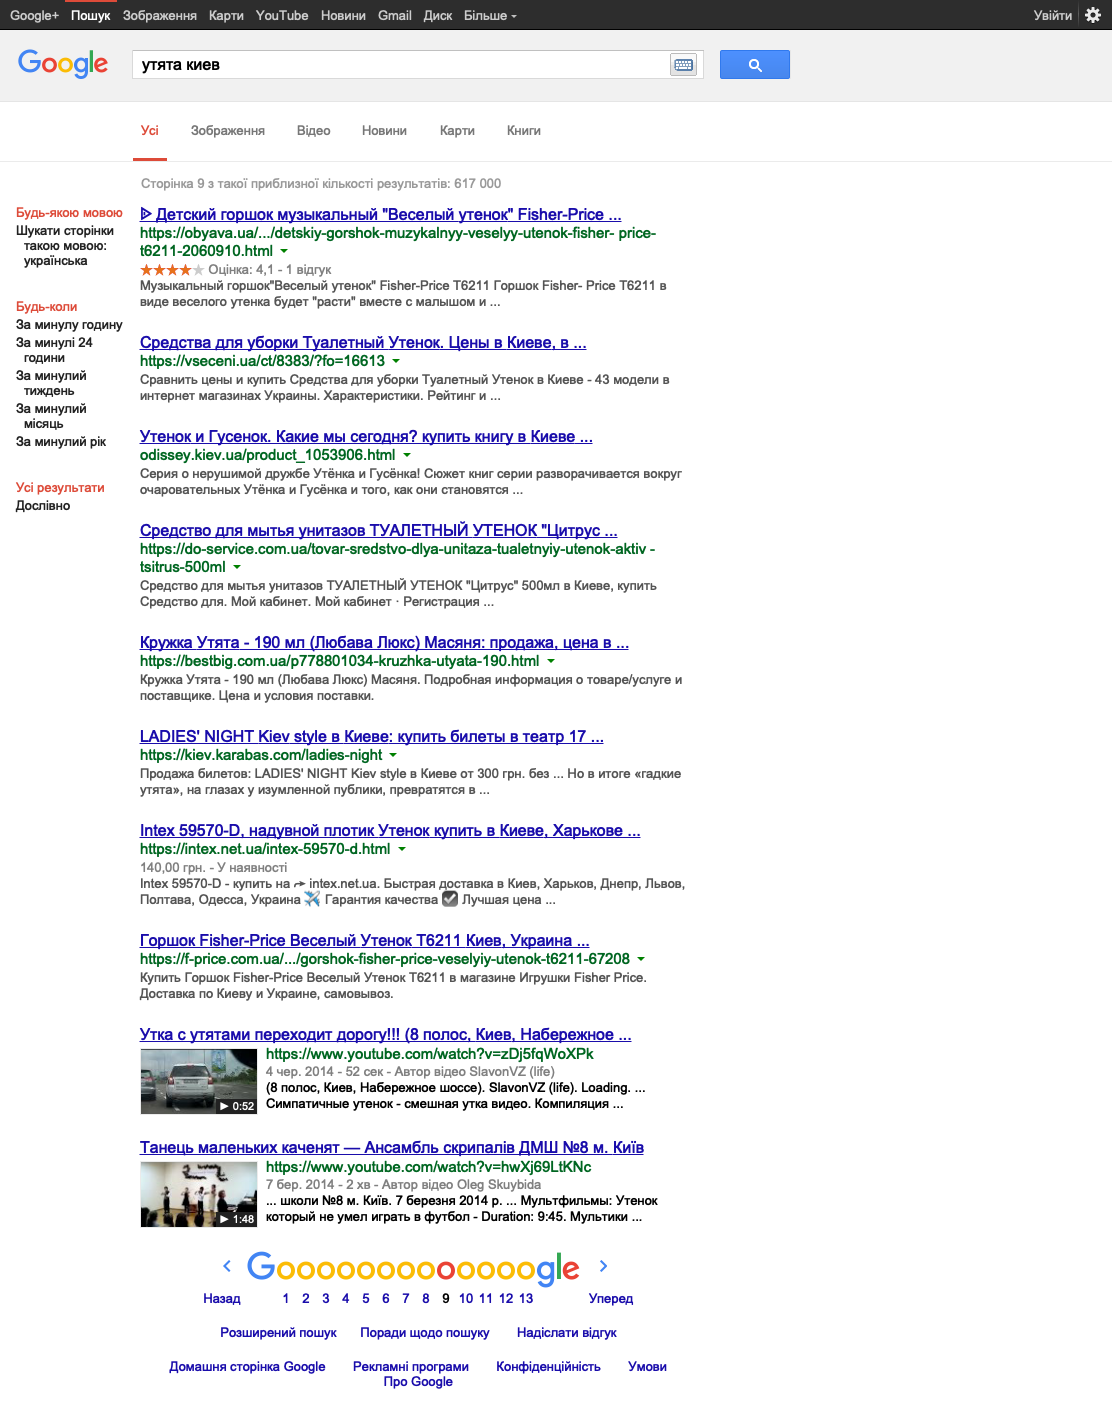 Google+ Пошук Зображення Карти YouTube Новини Gmail Диск Більше Увійти
Google
утята киев
Усі Зображення Відео Новини Карти Книги
Сторінка 9 з такої приблизної кількості результатів: 617 000
Будь-якою мовою
Шукати сторінки
такою мовою:
українська
Будь-коли
За минулу годину
За минулі 24
години
За минулий
тиждень
За минулий
місяць
За минулий рік
Усі результати
Дослівно
ᐉ Детский горшок музыкальный "Веселый утенок" Fisher-Price ...
https://obyava.ua/.../detskiy-gorshok-muzykalnyy-veselyy-utenok-fisher- price-
t6211-2060910.html
Оцінка: 4,1 - 1 відгук
Музыкальный горшок"Веселый утенок" Fisher-Price T6211 Горшок Fisher- Price T6211 в
виде веселого утенка будет "расти" вместе с малышом и ...
Средства для уборки Туалетный Утенок. Цены в Киеве, в ...
https://vseceni.ua/ct/8383/?fo=16613
Сравнить цены и купить Средства для уборки Туалетный Утенок в Киеве - 43 модели в
интернет магазинах Украины. Характеристики. Рейтинг и ...
Утенок и Гусенок. Какие мы сегодня? купить книгу в Киеве ...
odissey.kiev.ua/product_1053906.html
Серия о нерушимой дружбе Утёнка и Гусёнка! Сюжет книг серии разворачивается вокруг
очаровательных Утёнка и Гусёнка и того, как они становятся ...
Средство для мытья унитазов ТУАЛЕТНЫЙ УТЕНОК "Цитрус ...
https://do-service.com.ua/tovar-sredstvo-dlya-unitaza-tualetnyiy-utenok-aktiv -
tsitrus-500ml
Средство для мытья унитазов ТУАЛЕТНЫЙ УТЕНОК "Цитрус" 500мл в Киеве, купить
Средство для. Мой кабинет. Мой кабинет · Регистрация ...
Кружка Утята - 190 мл (Любава Люкс) Масяня: продажа, цена в ...
https://bestbig.com.ua/p778801034-kruzhka-utyata-190.html
Кружка Утята - 190 мл (Любава Люкс) Масяня. Подробная информация о товаре/услуге и
поставщике. Цена и условия поставки.
LADIES' NIGHT Kiev style в Киеве: купить билеты в театр 17 ...
https://kiev.karabas.com/ladies-night
Продажа билетов: LADIES' NIGHT Kiev style в Киеве от 300 грн. без ... Но в итоге «гадкие
утята», на глазах у изумленной публики, превратятся в ...
Intex 59570-D, надувной плотик Утенок купить в Киеве, Харькове ...
https://intex.net.ua/intex-59570-d.html
140,00 грн. - У наявності
Intex 59570-D - купить на ➛ intex.net.ua. Быстрая доставка в Киев, Харьков, Днепр, Львов,
Полтава, Одесса, Украина ✈ Гарантия качества ☑ Лучшая цена ...
Горшок Fisher-Price Веселый Утенок T6211 Киев, Украина ...
https://f-price.com.ua/.../gorshok-fisher-price-veselyiy-utenok-t6211-67208
Купить Горшок Fisher-Price Веселый Утенок T6211 в магазине Игрушки Fisher Price.
Доставка по Киеву и Украине, самовывоз.
Утка с утятами переходит дорогу!!! (8 полос, Киев, Набережное ...
https://www.youtube.com/watch?v=zDj5fqWoXPk
4 чер. 2014 - 52 сек - Автор відео SlavonVZ (life)
(8 полос, Киев, Набережное шоссе). SlavonVZ (life). Loading. ...
Симпатичные утенок - смешная утка видео. Компиляция ...
0:52
Танець маленьких каченят — Ансамбль скрипалів ДМШ №8 м. Київ
https://www.youtube.com/watch?v=hwXj69LtKNc
7 бер. 2014 - 2 хв - Автор відео Oleg Skuybida
... школи №8 м. Київ. 7 березня 2014 р. ... Мультфильмы: Утенок
который не умел играть в футбол - Duration: 9:45. Мультики ...
1:48
Gooooooooooooogle
Назад 1 2 3 4 5 6 7 8 9 10 11 12 13 Уперед
Розширений пошук Поради щодо пошуку Надіслати відгук
Домашня сторінка Google Рекламні програми Конфіденційність Умови
Про Google